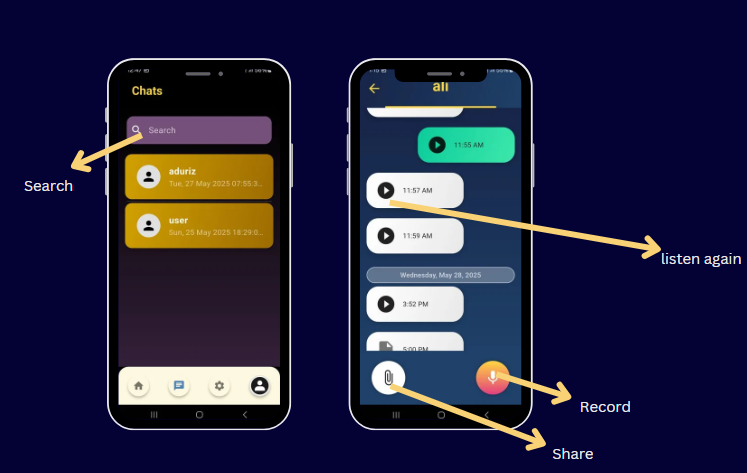 Chats
Search
aduriz
Tue, 27 May 2025 07:55:3...
user
Sun, 25 May 2025 18:29:0...
Search
ali
11:55 AM
11:57 AM
11:59 AM
Wednesday, May 28, 2025
3:52 PM
5:00 PM
listen again
Record
Share